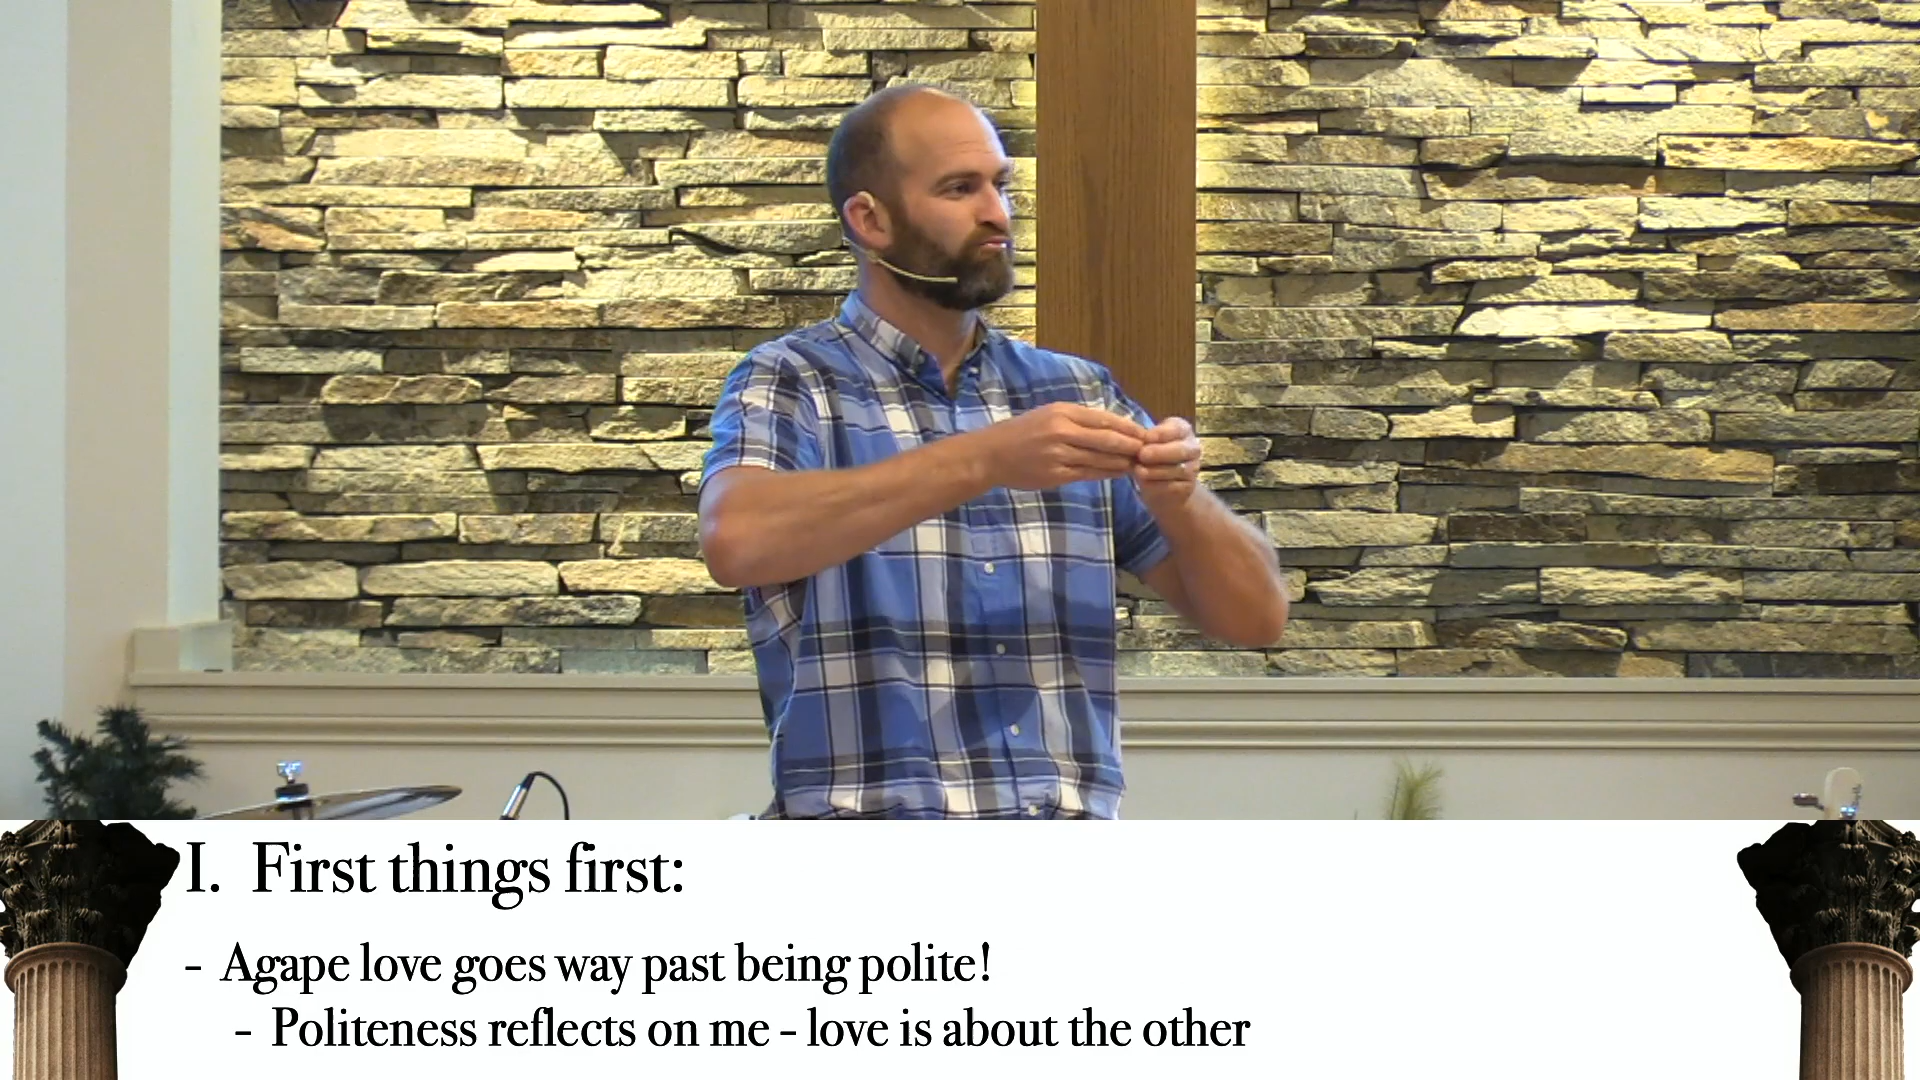 I. First things first:
- Agape love goes way past being polite!
- Politeness reflects on me - love is about the other